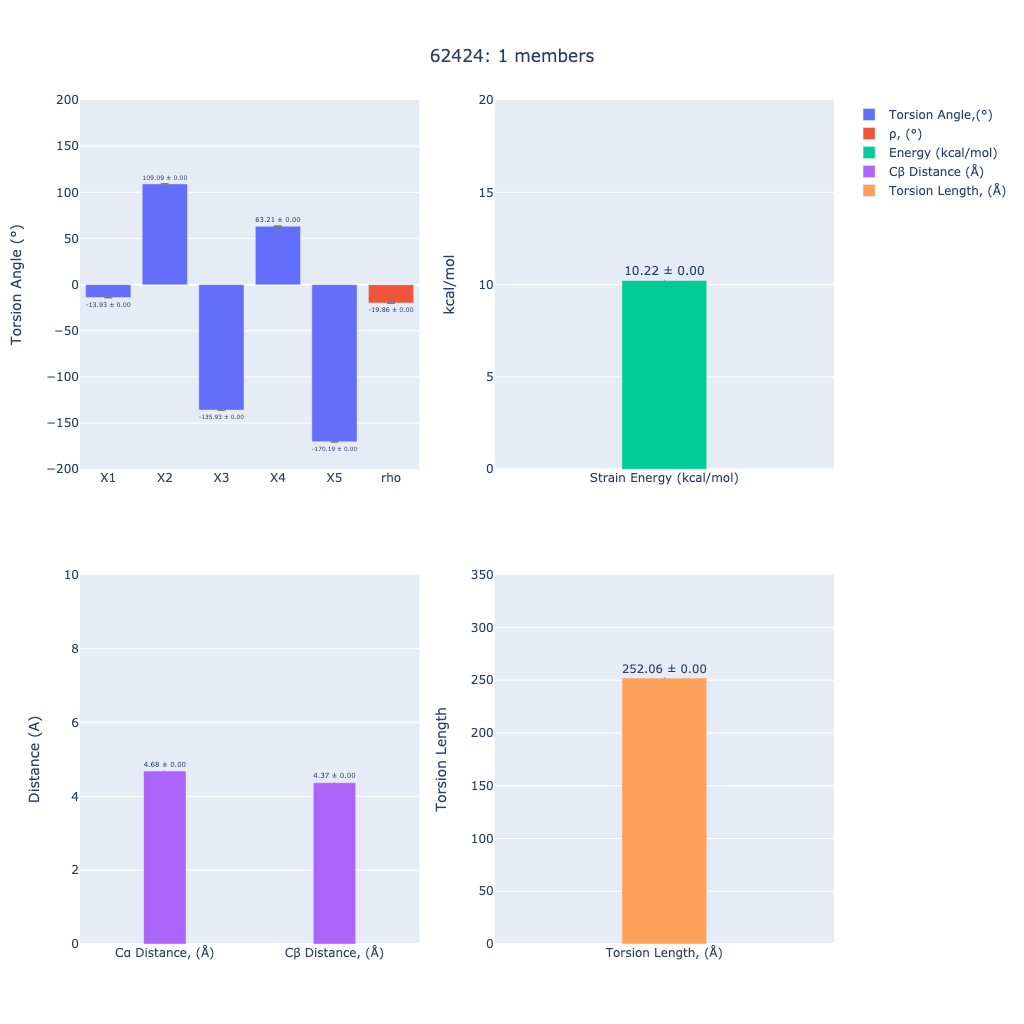 62424: 1 members
Torsion Angle (°)
200
150
100
50
0
−50
−100
−150
−200
-13.93 ± 0.00
109.09 ± 0.00
-135.93 ± 0.00
63.21 ± 0.00
-170.19 ± 0.00
-19.86 ± 0.00
X1 X2 X3 X4 X5 rho
kcal/mol
20
15
10
5
0
10.22 ± 0.00
Strain Energy (kcal/mol)
Torsion Angle,(°)
ρ, (°)
Energy (kcal/mol)
Cβ Distance (Å)
Torsion Length, (Å)
Distance (A)
10
8
6
4
2
0
4.68 ± 0.00
4.37 ± 0.00
Cα Distance, (Å) Cβ Distance, (Å)
Torsion Length
350
300
250
200
150
100
50
0
252.06 ± 0.00
Torsion Length, (Å)